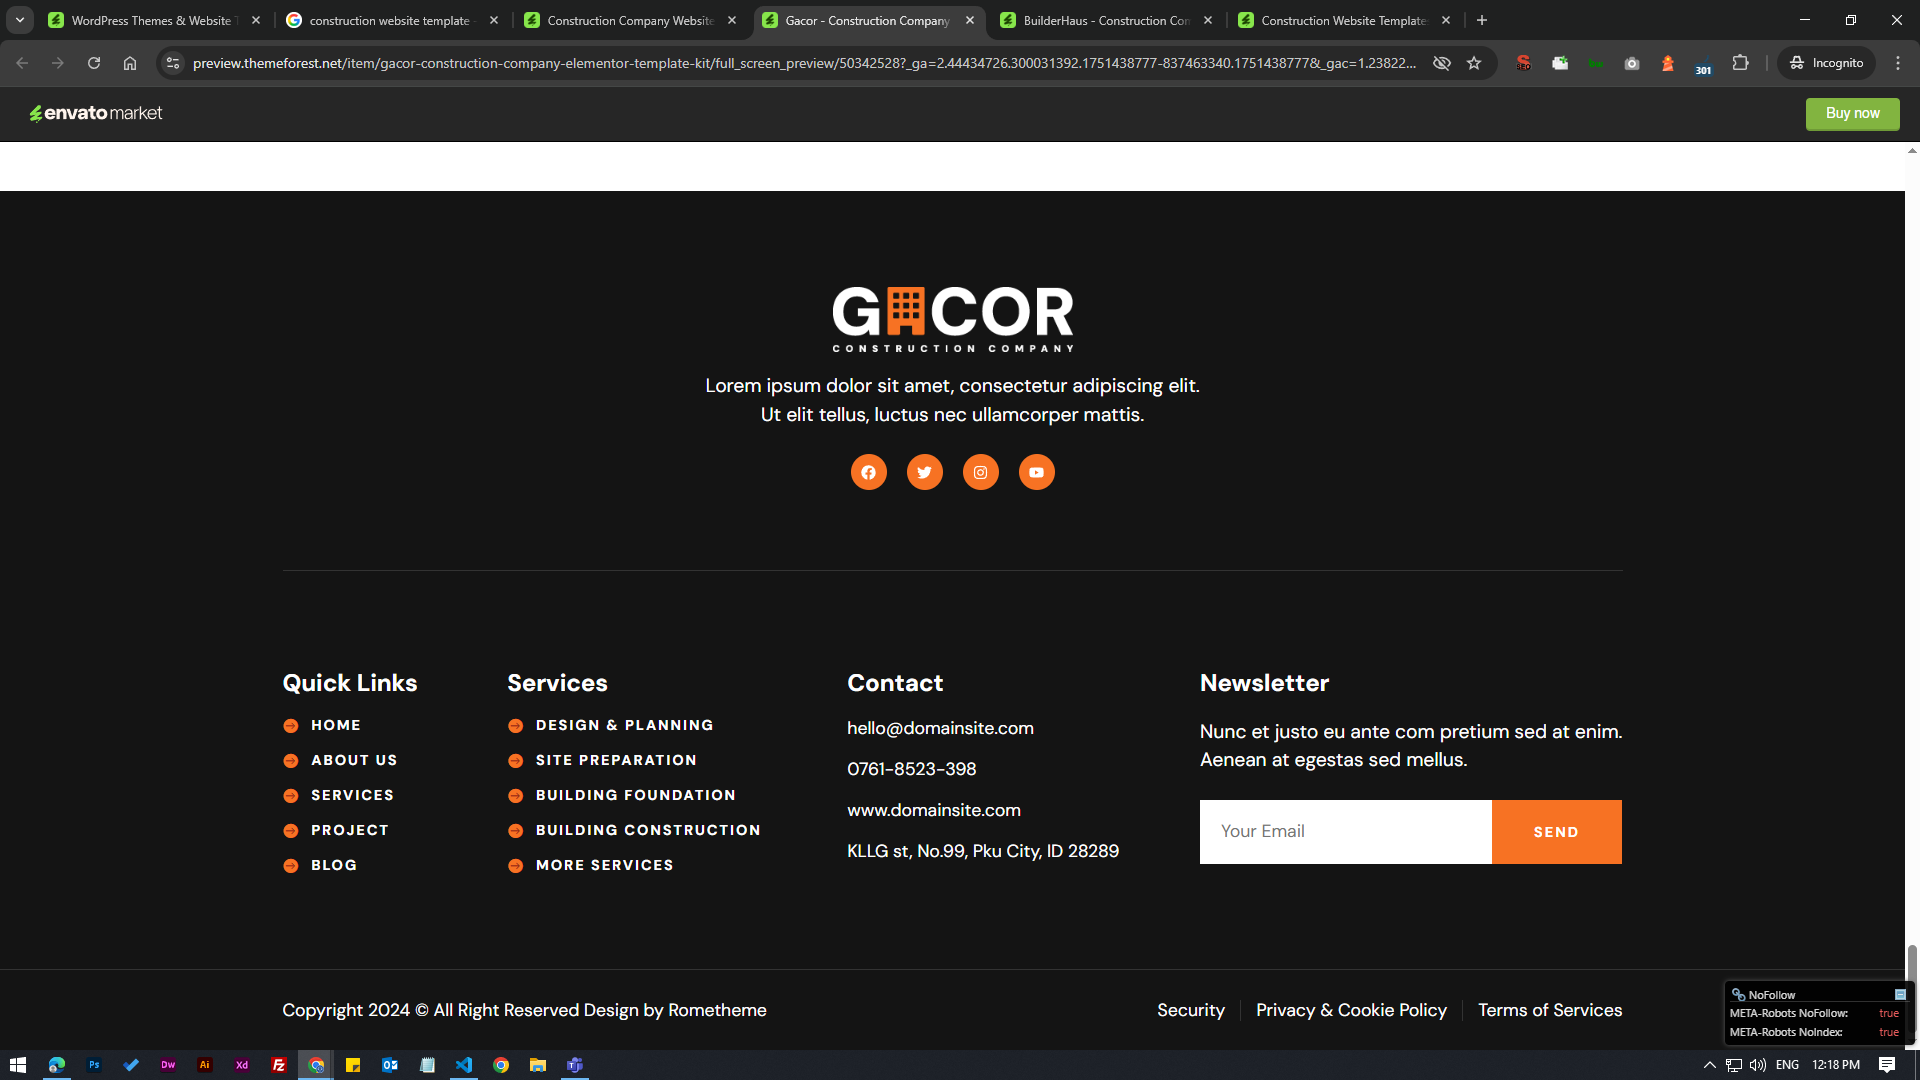 WordPress Themes & Website T
construction website template -
Construction Company Website
Gacor - Construction Company
BuilderHaus - Construction Con
Construction Website Template
preview.themeforest.net/item/gacor-construction-company-elementor-template-kit/full_screen_preview/50342528?_ga=2.44434726.300031392.1751438777-837463340.1751438777&_gac=1.23822...
SEO
301
Incognito
envato market
Buy now
GACOR
CONSTRUCTION COMPANY
Lorem ipsum dolor sit amet, consectetur adipiscing elit.
Ut elit tellus, luctus nec ullamcorper mattis.
Quick Links
HOME
ABOUT US
SERVICES
PROJECT
BLOG
Services
DESIGN & PLANNING
SITE PREPARATION
BUILDING FOUNDATION
BUILDING CONSTRUCTION
MORE SERVICES
Contact
hello@domainsite.com
0761-8523-398
www.domainsite.com
KLLG st, No.99, Pku City, ID 28289
Newsletter
Nunc et justo eu ante com pretium sed at enim.
Aenean at egestas sed mellus.
Your Email
SEND
Copyright 2024 © All Right Reserved Design by Rometheme
Security
Privacy & Cookie Policy
Terms of Services
NoFollow
META-Robots NoFollow: true
META-Robots NoIndex: true
Ps
Dw
Ai
Xd
Fz
ENG
12:18 PM